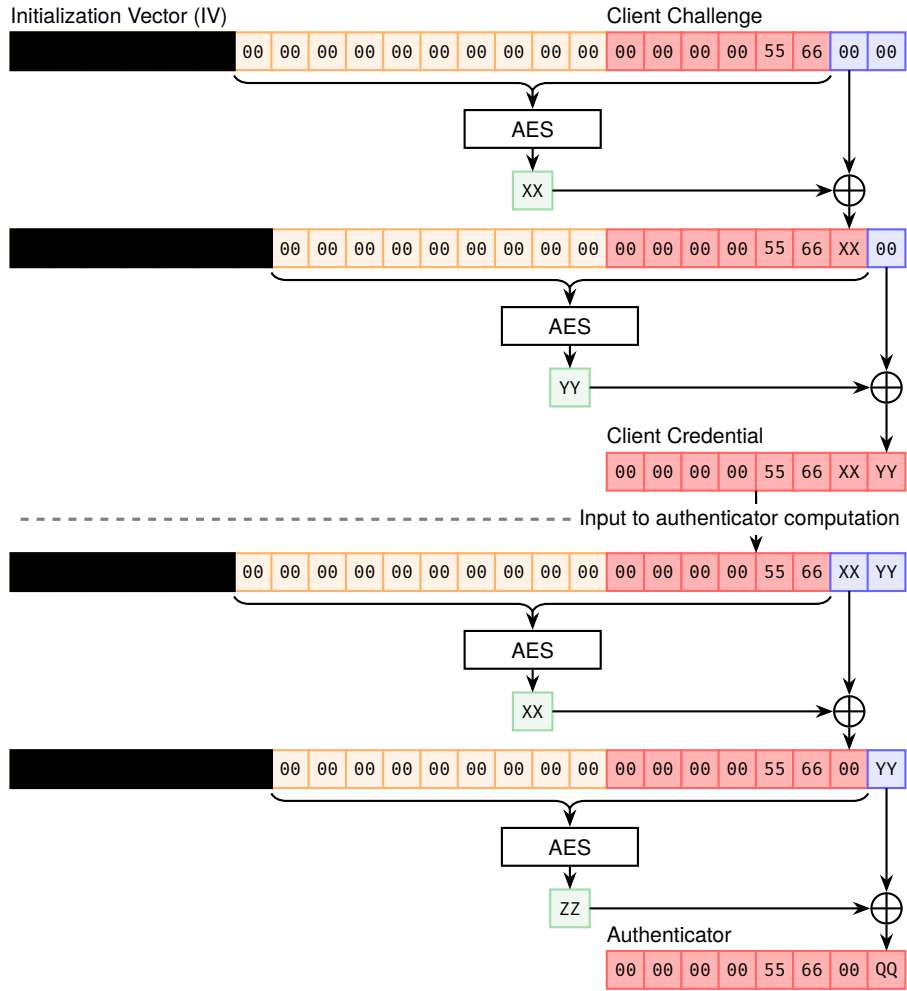 Initialization Vector (IV) Client Challenge
00 00 00 00 00 00 00 00 00 00 00 00 00 00 55 66 00 00
AES
XX
00 00 00 00 00 00 00 00 00 00 00 00 00 55 66 XX 00
AES
YY
Client Credential
00 00 00 00 55 66 XX YY
Input to authenticator computation
00 00 00 00 00 00 00 00 00 00 00 00 00 00 55 66 XX YY
AES
XX
00 00 00 00 00 00 00 00 00 00 00 00 00 55 66 00 YY
AES
ZZ
Authenticator
00 00 00 00 55 66 00 QQ